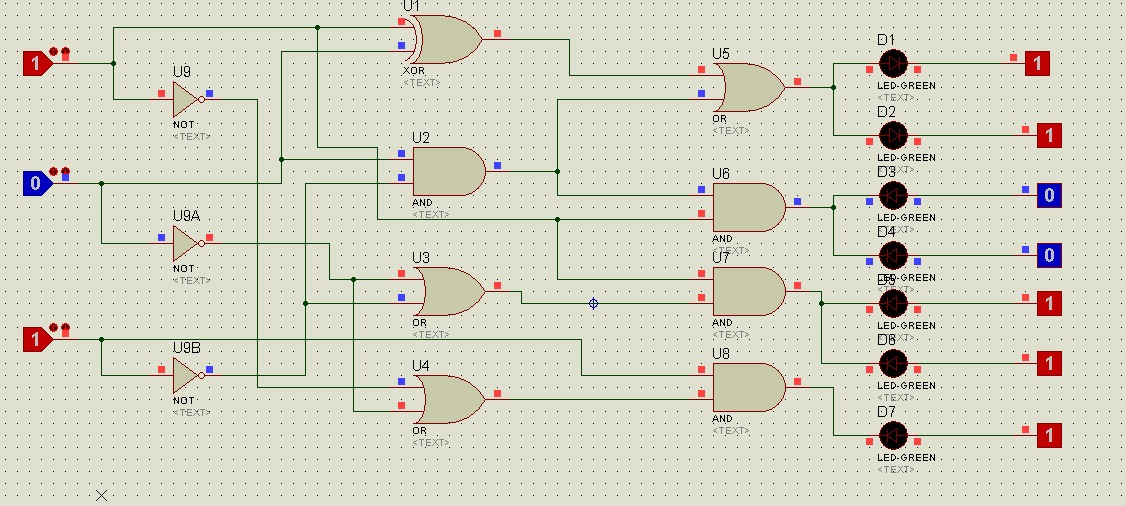 U1
XOR
<TEXT>
1
U9
NOT
<TEXT>
U5
OR
<TEXT>
D1
LED-GREEN
<TEXT>
1
D2
LED-GREEN
<TEXT>
1
0
U2
AND
<TEXT>
U6
AND
<TEXT>
D3
LED-GREEN
<TEXT>
0
D4
LED-GREEN
<TEXT>
0
U9A
NOT
<TEXT>
U3
OR
<TEXT>
U7
AND
<TEXT>
D5
LED-GREEN
<TEXT>
1
1
U9B
NOT
<TEXT>
U4
OR
<TEXT>
U8
AND
<TEXT>
D6
LED-GREEN
<TEXT>
1
D7
LED-GREEN
<TEXT>
1